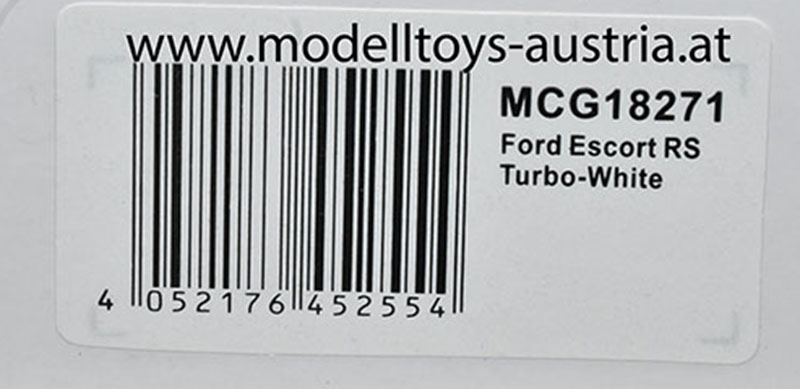 www.modelltoys-austria.at
MCG18271
Ford Escort RS
Turbo-White
4 052176 452554